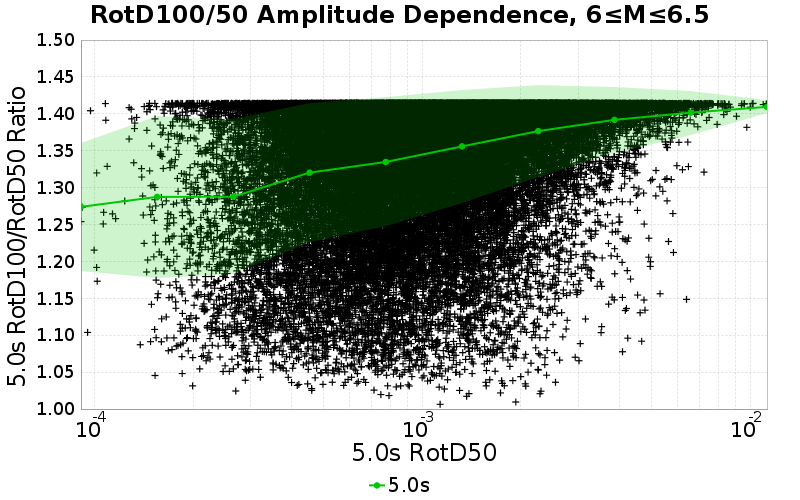 RotD100/50 Amplitude Dependence, 6≤M≤6.5
5.0s RotD100/RotD50 Ratio
1.50
1.45
1.40
1.35
1.30
1.25
1.20
1.15
1.10
1.05
1.00
10-4 10-3 10-2
5.0s RotD50
5.0s